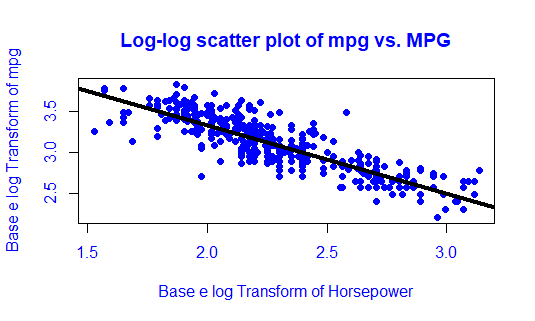 Log-log scatter plot of mpg vs. MPG
Base e log Transform of mpg
3.5
3.0
2.5
1.5 2.0 2.5 3.0
Base e log Transform of Horsepower